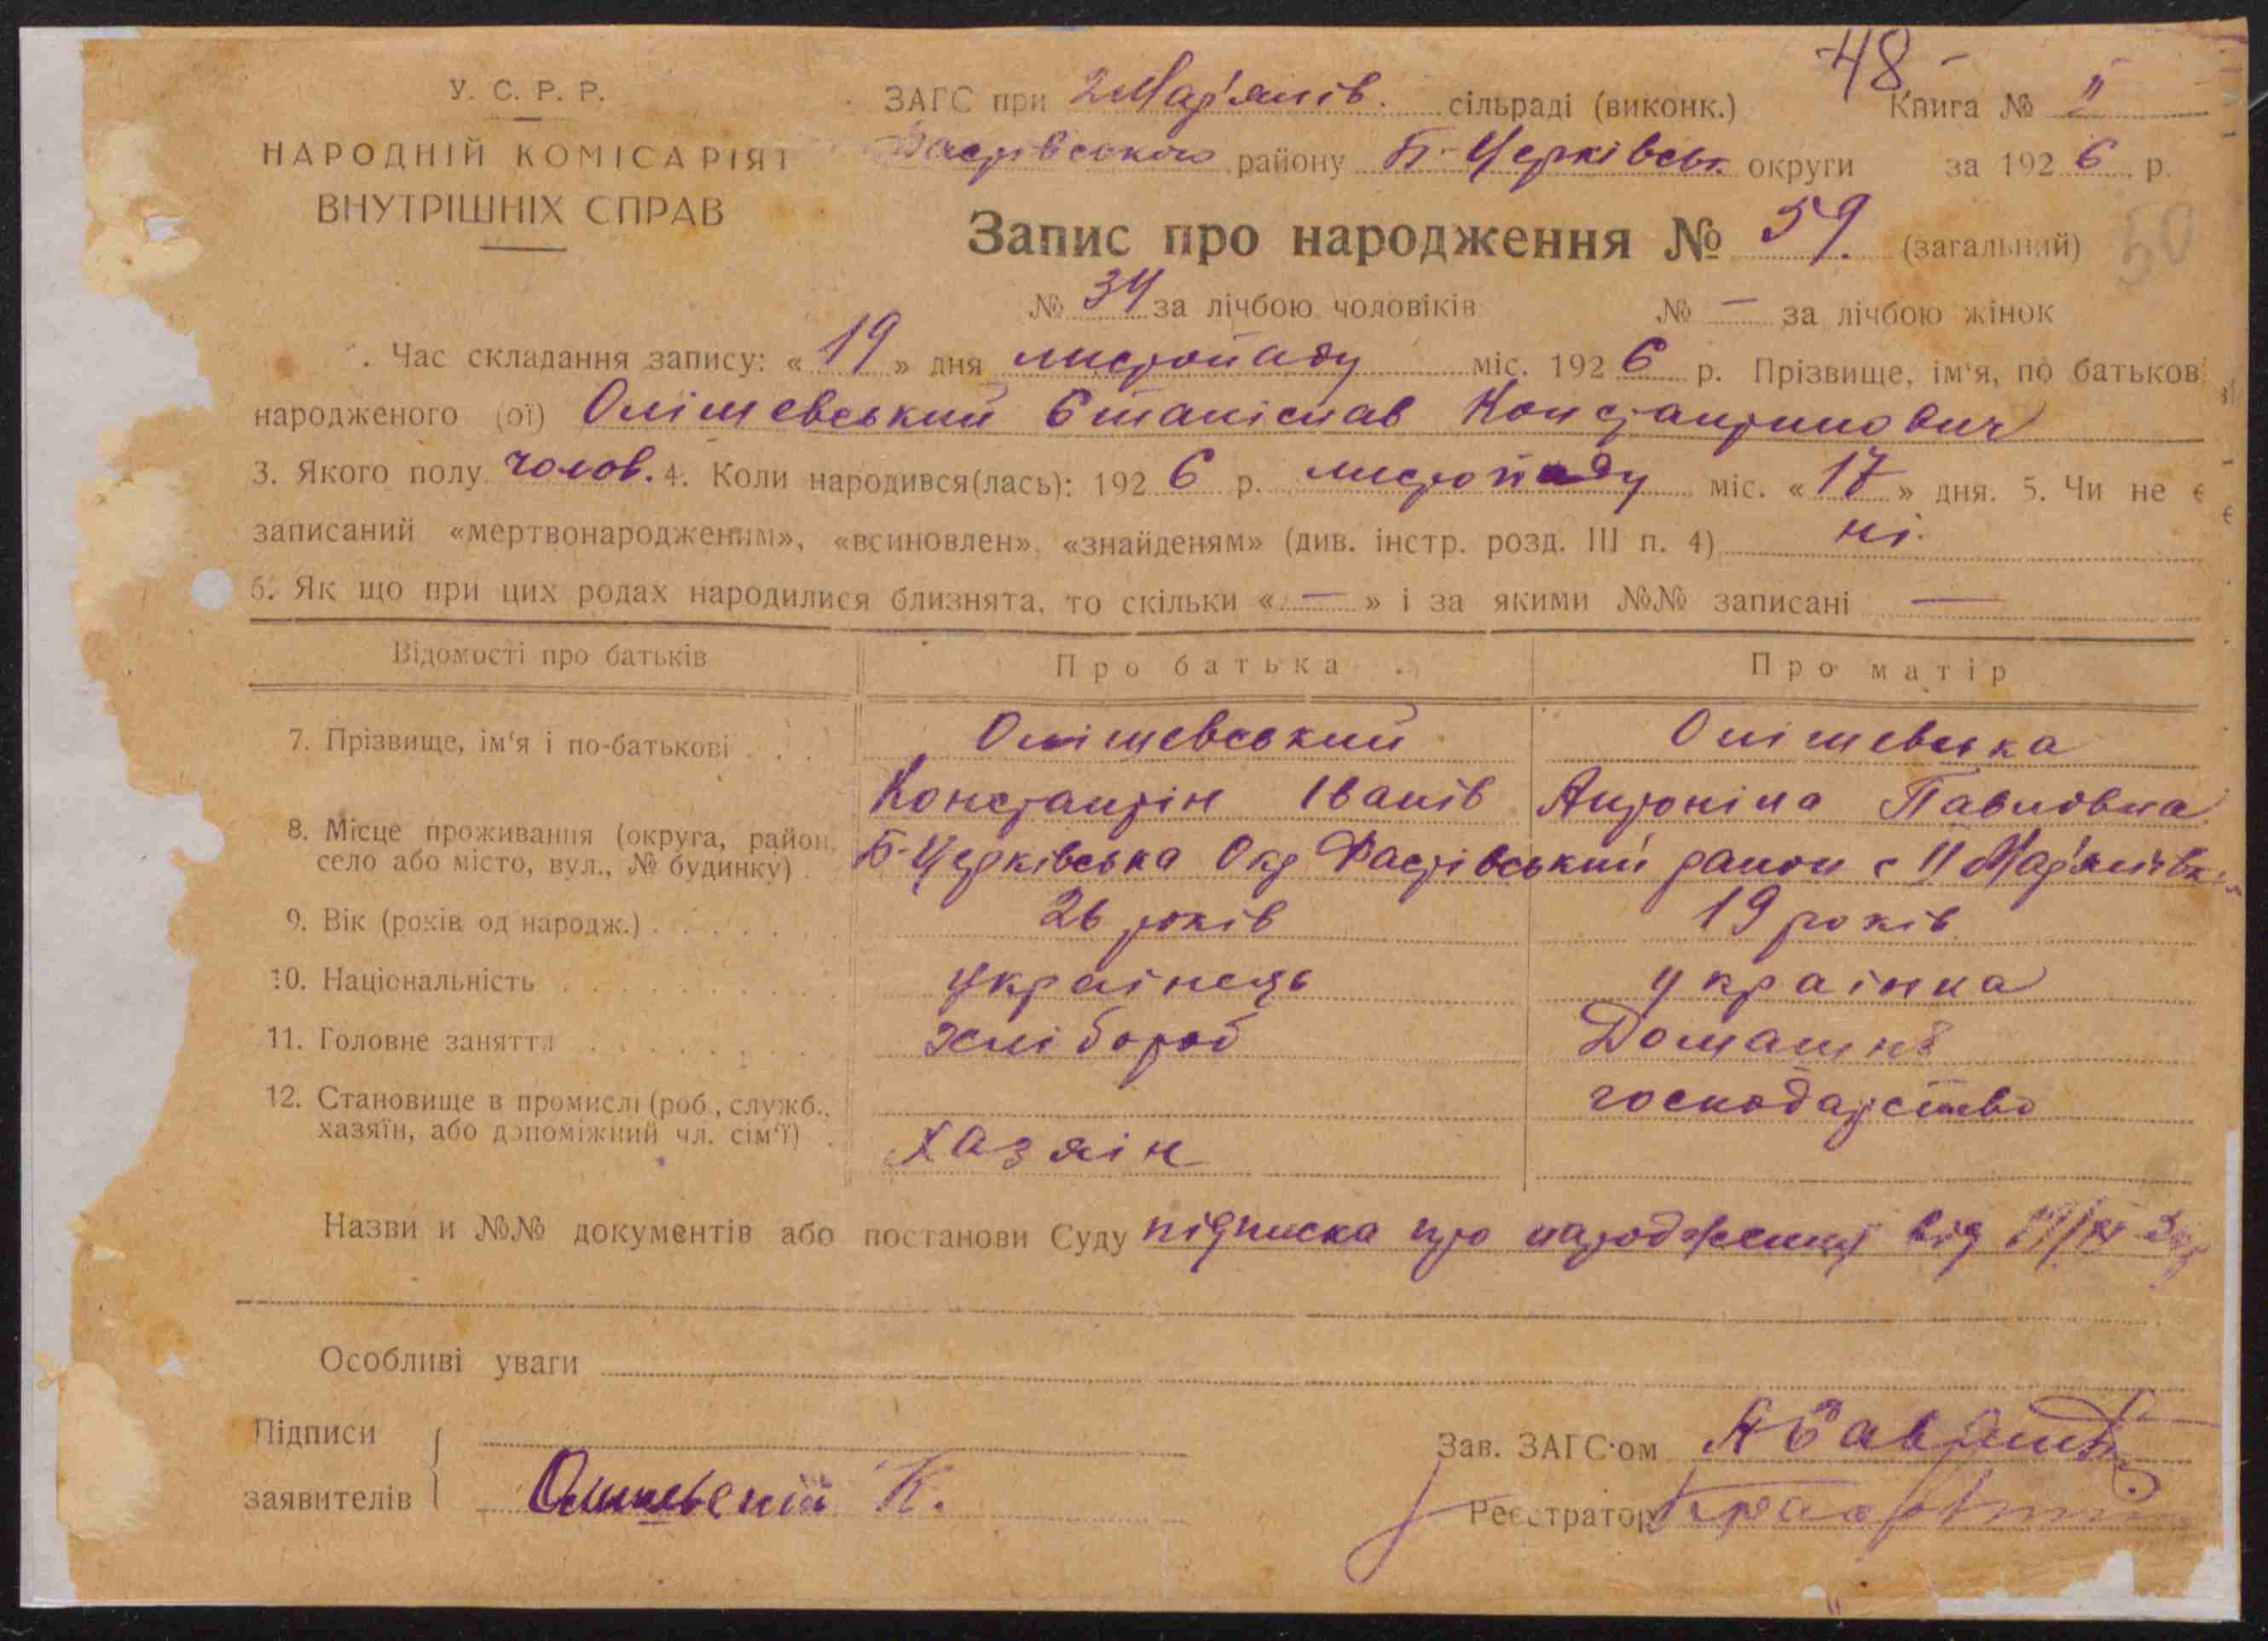 48 -
У. С. Р. Р.
НАРОДНІЙ КОМІСАРІЯТ
ВНУТРІШНІХ СПРАВ
ЗАГС при 2 Мар'янів. сільраді (виконк.) Книга № II
Фастівського району Б-Церківськ. округи за 1926 р.
Запис про народження № 59. (загальний) 50
№ 34 за лічбою чоловіків № — за лічбою жінок
. Час складання запису: «19» дня листопаду міс. 1926 р. Прізвище, ім'я, по батьков
народженого (ої) Олішевський Станіслав Константинович
3. Якого полу чолов. 4. Коли народився(лась): 1926 р. листопаду міс. «17» дня. 5. Чи не є
записаний «мертвонародженим», «всиновлен», «знайденям» (див. інстр. розд. III п. 4) ні.
6. Як що при цих родах народилися близнята, то скільки «—» і за якими №№ записані —
Відомості про батьків Про батька Про матір
7. Прізвище, ім'я і по-батькові Олішевський Олішевська
Константін Іванів Антоніна Павловна
8. Місце проживання (округа, район,
село або місто, вул., № будинку) Б-Церківська Окр Фастівський район с II Мар'янівка
9. Вік (років од народж.) 26 років 19 років
10. Національність українець українка
11. Головне заняття хлібороб Домашнє
господарство
12. Становище в промислі (роб., служб.,
хазяїн, або допоміжний чл. сім'ї) хазяїн
Назви и №№ документів або постанови Суду підписка про народження від 19/XI
Особливі уваги
Підписи
заявителів Олишевский К.
Зав. ЗАГС'ом
Реєстратор